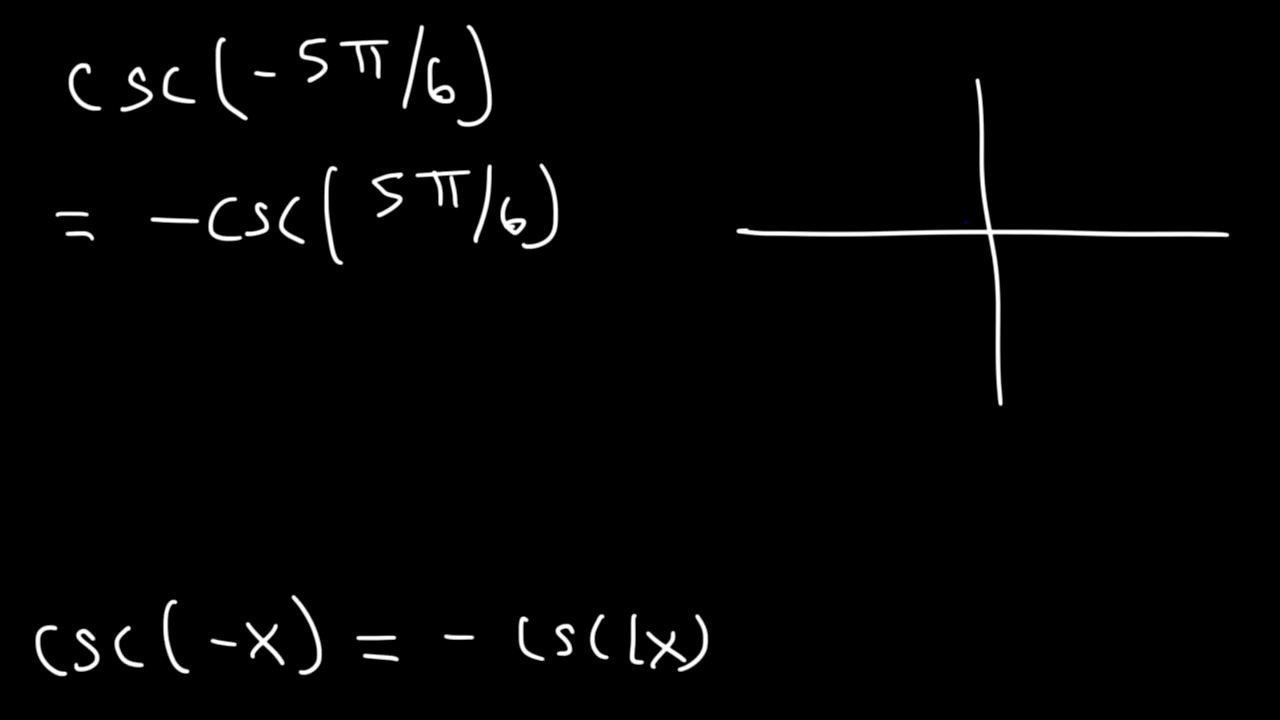 csc(-5π/6)
= -csc(5π/6)
csc(-x) = - csc(x)